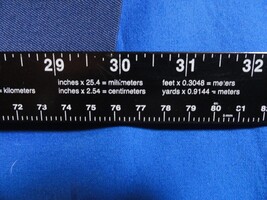 29 30 31 32
inches x 25.4 = millimeters feet x 0.3048 = meters
= kilometers inches x 2.54 = centimeters yards x 0.9144 = meters
72 73 74 75 76 77 78 79 80 81